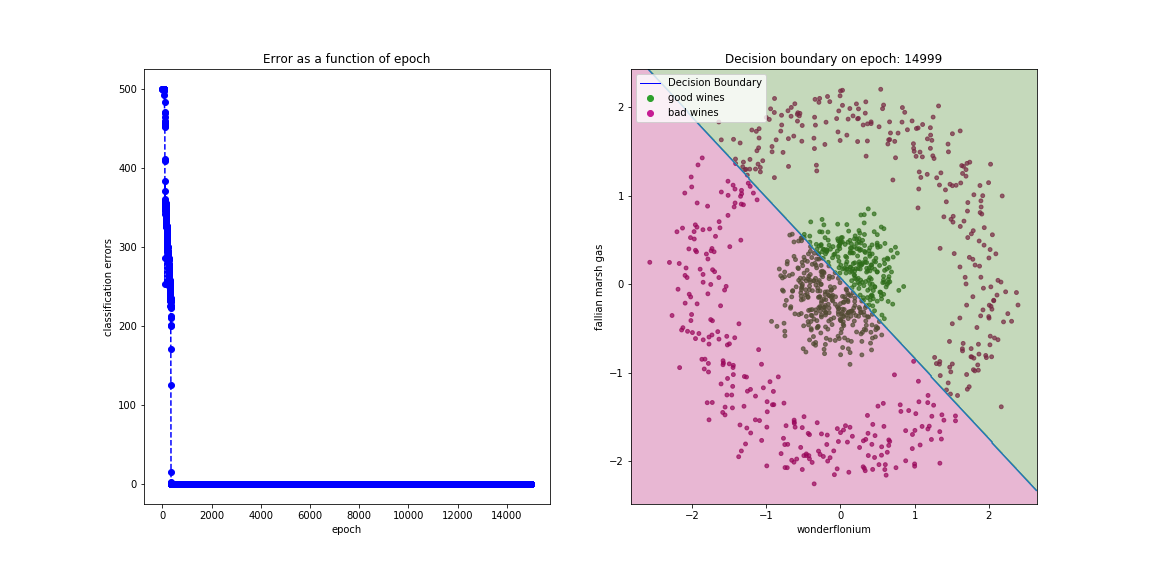 Error as a function of epoch
500
400
300
200
100
0
classification errors
0 2000 4000 6000 8000 10000 12000 14000
epoch
Decision boundary on epoch: 14999
Decision Boundary
good wines
bad wines
2
1
0
−1
−2
fallian marsh gas
−2 −1 0 1 2
wonderflonium